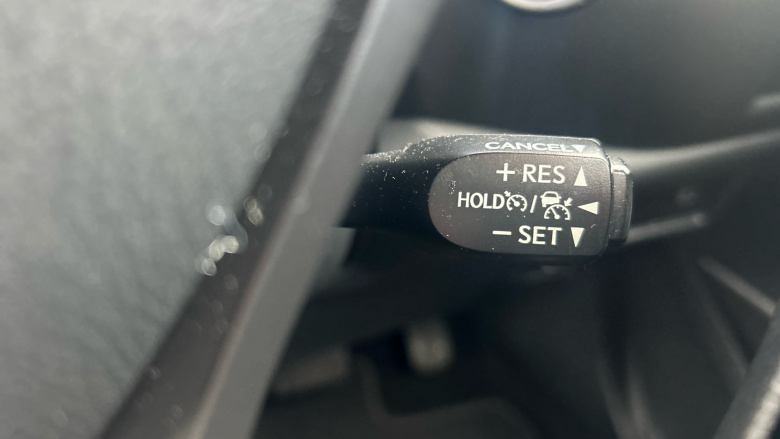 CANCEL▼
+ RES ▲
HOLD / ◀
− SET ▼